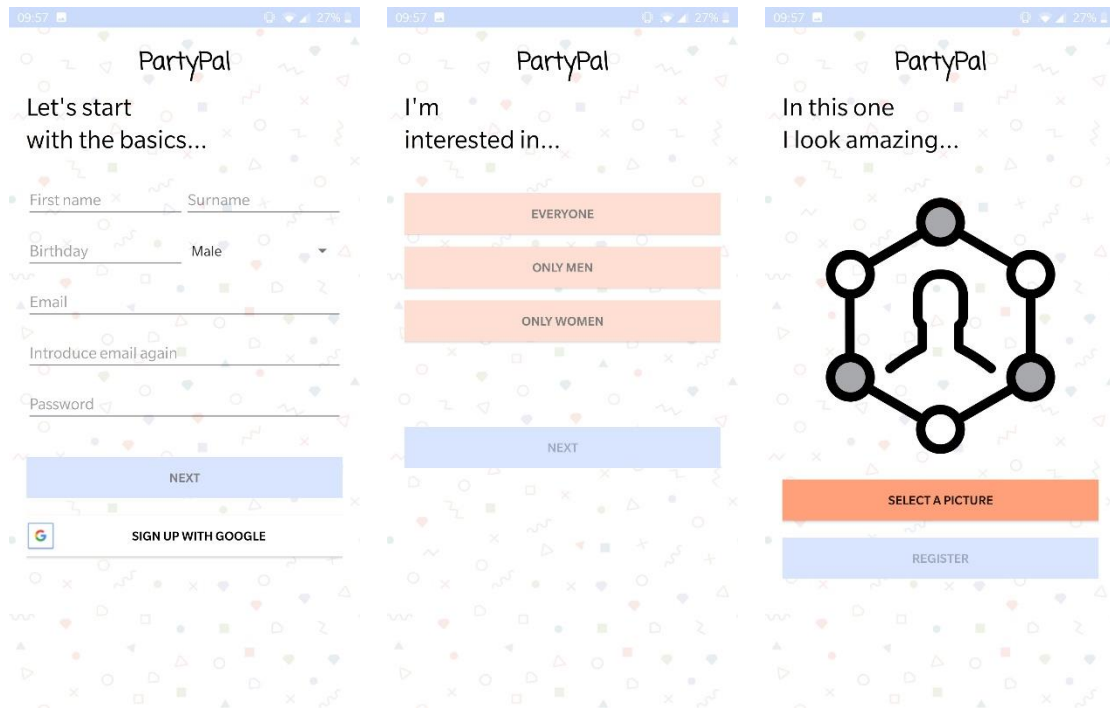 09:57 27%
PartyPal
Let's start
with the basics...
First name Surname
Birthday Male
Email
Introduce email again
Password
NEXT
G SIGN UP WITH GOOGLE
09:57 27%
PartyPal
I'm
interested in...
EVERYONE
ONLY MEN
ONLY WOMEN
NEXT
09:57 27%
PartyPal
In this one
I look amazing...
SELECT A PICTURE
REGISTER